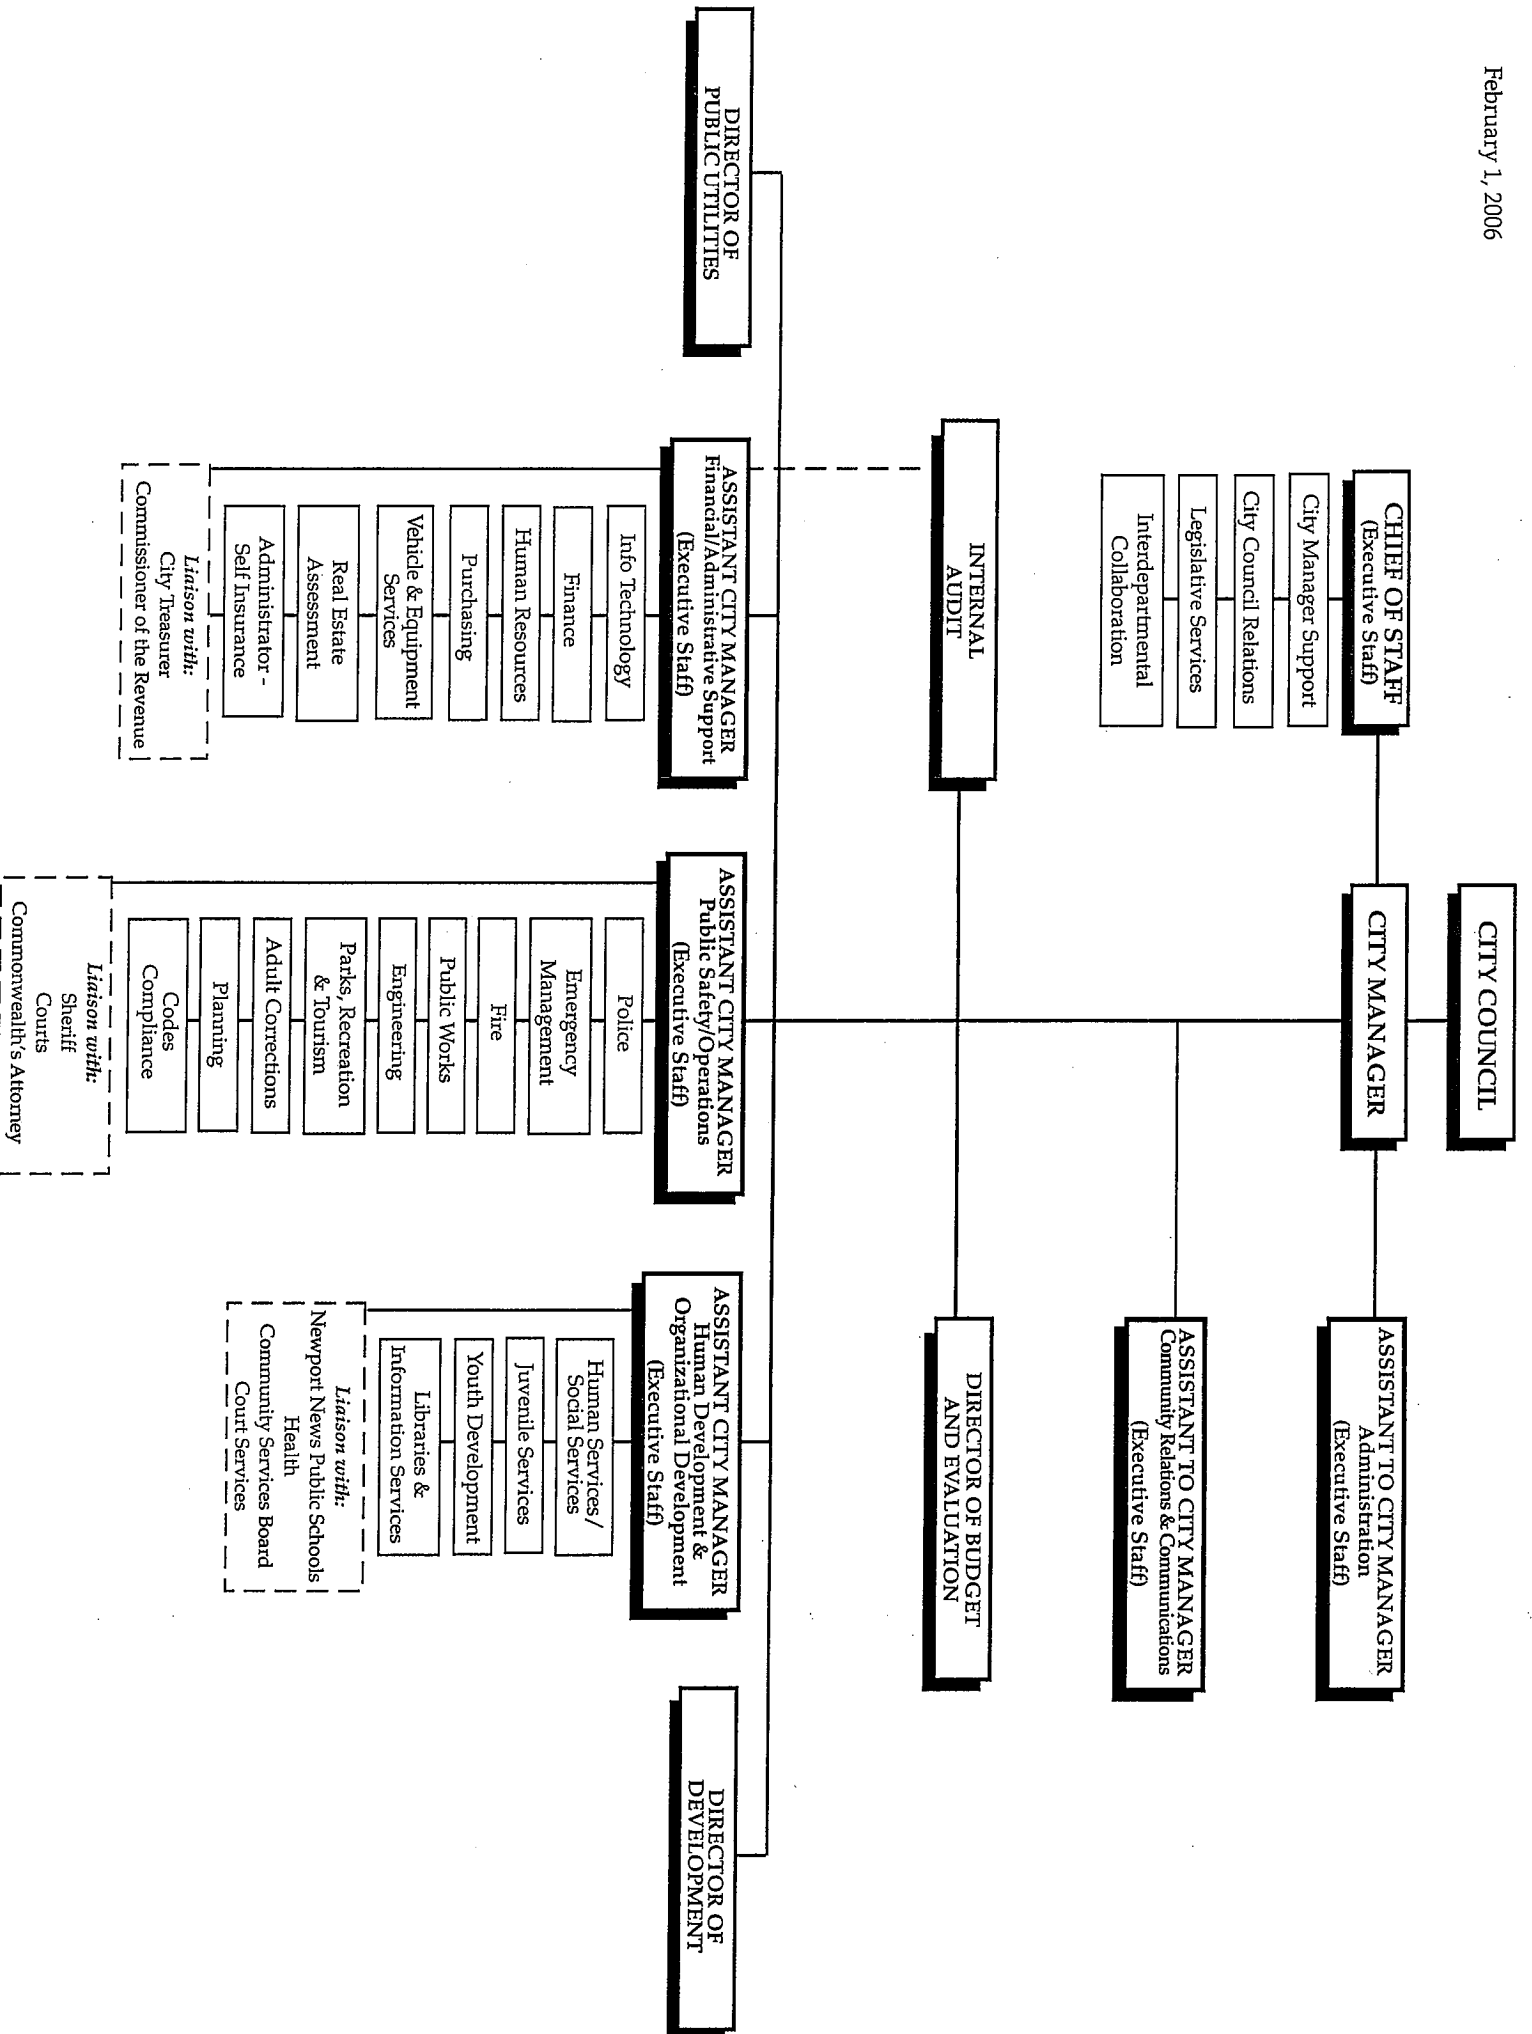 February 1, 2006
CITY COUNCIL
CHIEF OF STAFF
(Executive Staff)
City Manager Support
City Council Relations
Legislative Services
Interdepartmental
Collaboration
CITY MANAGER
ASSISTANT TO CITY MANAGER
Administration
(Executive Staff)
ASSISTANT TO CITY MANAGER
Community Relations & Communications
(Executive Staff)
INTERNAL
AUDIT
DIRECTOR OF BUDGET
AND EVALUATION
DIRECTOR OF
PUBLIC UTILITIES
ASSISTANT CITY MANAGER
Financial/Administrative Support
(Executive Staff)
Info Technology
Finance
Human Resources
Purchasing
Vehicle & Equipment
Services
Real Estate
Assessment
Administrator -
Self Insurance
Liaison with:
City Treasurer
Commissioner of the Revenue
ASSISTANT CITY MANAGER
Public Safety/Operations
(Executive Staff)
Police
Emergency
Management
Fire
Public Works
Engineering
Parks, Recreation
& Tourism
Adult Corrections
Planning
Codes
Compliance
Liaison with:
Sheriff
Courts
Commonwealth's Attorney
ASSISTANT CITY MANAGER
Human Development &
Organizational Development
(Executive Staff)
Human Services/
Social Services
Juvenile Services
Youth Development
Libraries &
Information Services
Liaison with:
Newport News Public Schools
Health
Community Services Board
Court Services
DIRECTOR OF
DEVELOPMENT